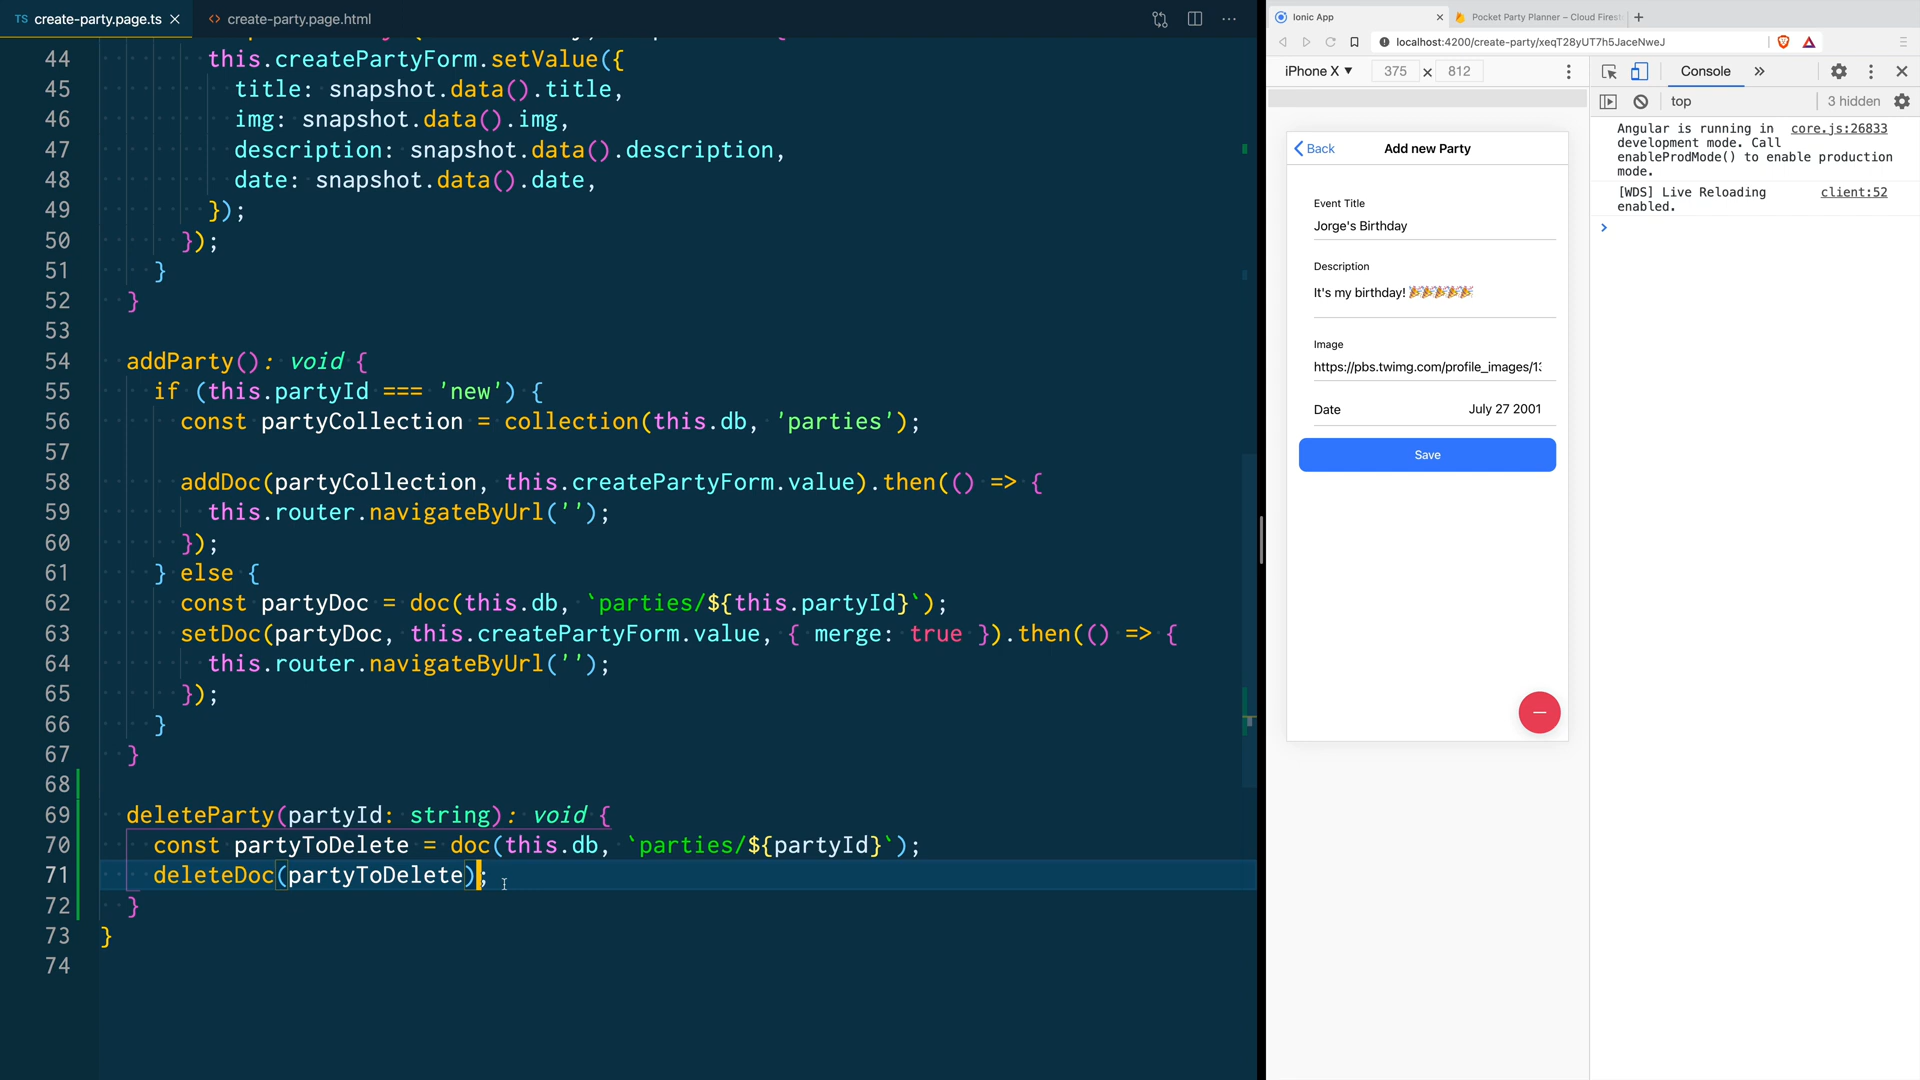 TS create-party.page.ts ×
<> create-party.page.html
44 this.createPartyForm.setValue({
45 title: snapshot.data().title,
46 img: snapshot.data().img,
47 description: snapshot.data().description,
48 date: snapshot.data().date,
49 });
50 });
51 }
52 }
53
54 addParty(): void {
55 if (this.partyId === 'new') {
56 const partyCollection = collection(this.db, 'parties');
57
58 addDoc(partyCollection, this.createPartyForm.value).then(() => {
59 this.router.navigateByUrl('');
60 });
61 } else {
62 const partyDoc = doc(this.db, `parties/${this.partyId}`);
63 setDoc(partyDoc, this.createPartyForm.value, { merge: true }).then(() => {
64 this.router.navigateByUrl('');
65 });
66 }
67 }
68
69 deleteParty(partyId: string): void {
70 const partyToDelete = doc(this.db, `parties/${partyId}`);
71 deleteDoc(partyToDelete);
72 }
73 }
74
Ionic App ×
Pocket Party Planner – Cloud Firest
localhost:4200/create-party/xeqT28yUT7h5JaceNweJ
iPhone X ▼ 375 × 812
Back
Add new Party
Event Title
Jorge's Birthday
Description
It's my birthday! 🎉🎉🎉🎉🎉
Image
https://pbs.twimg.com/profile_images/1
Date July 27 2001
Save
Console »
top
3 hidden
Angular is running in core.js:26833
development mode. Call
enableProdMode() to enable production
mode.
[WDS] Live Reloading client:52
enabled.